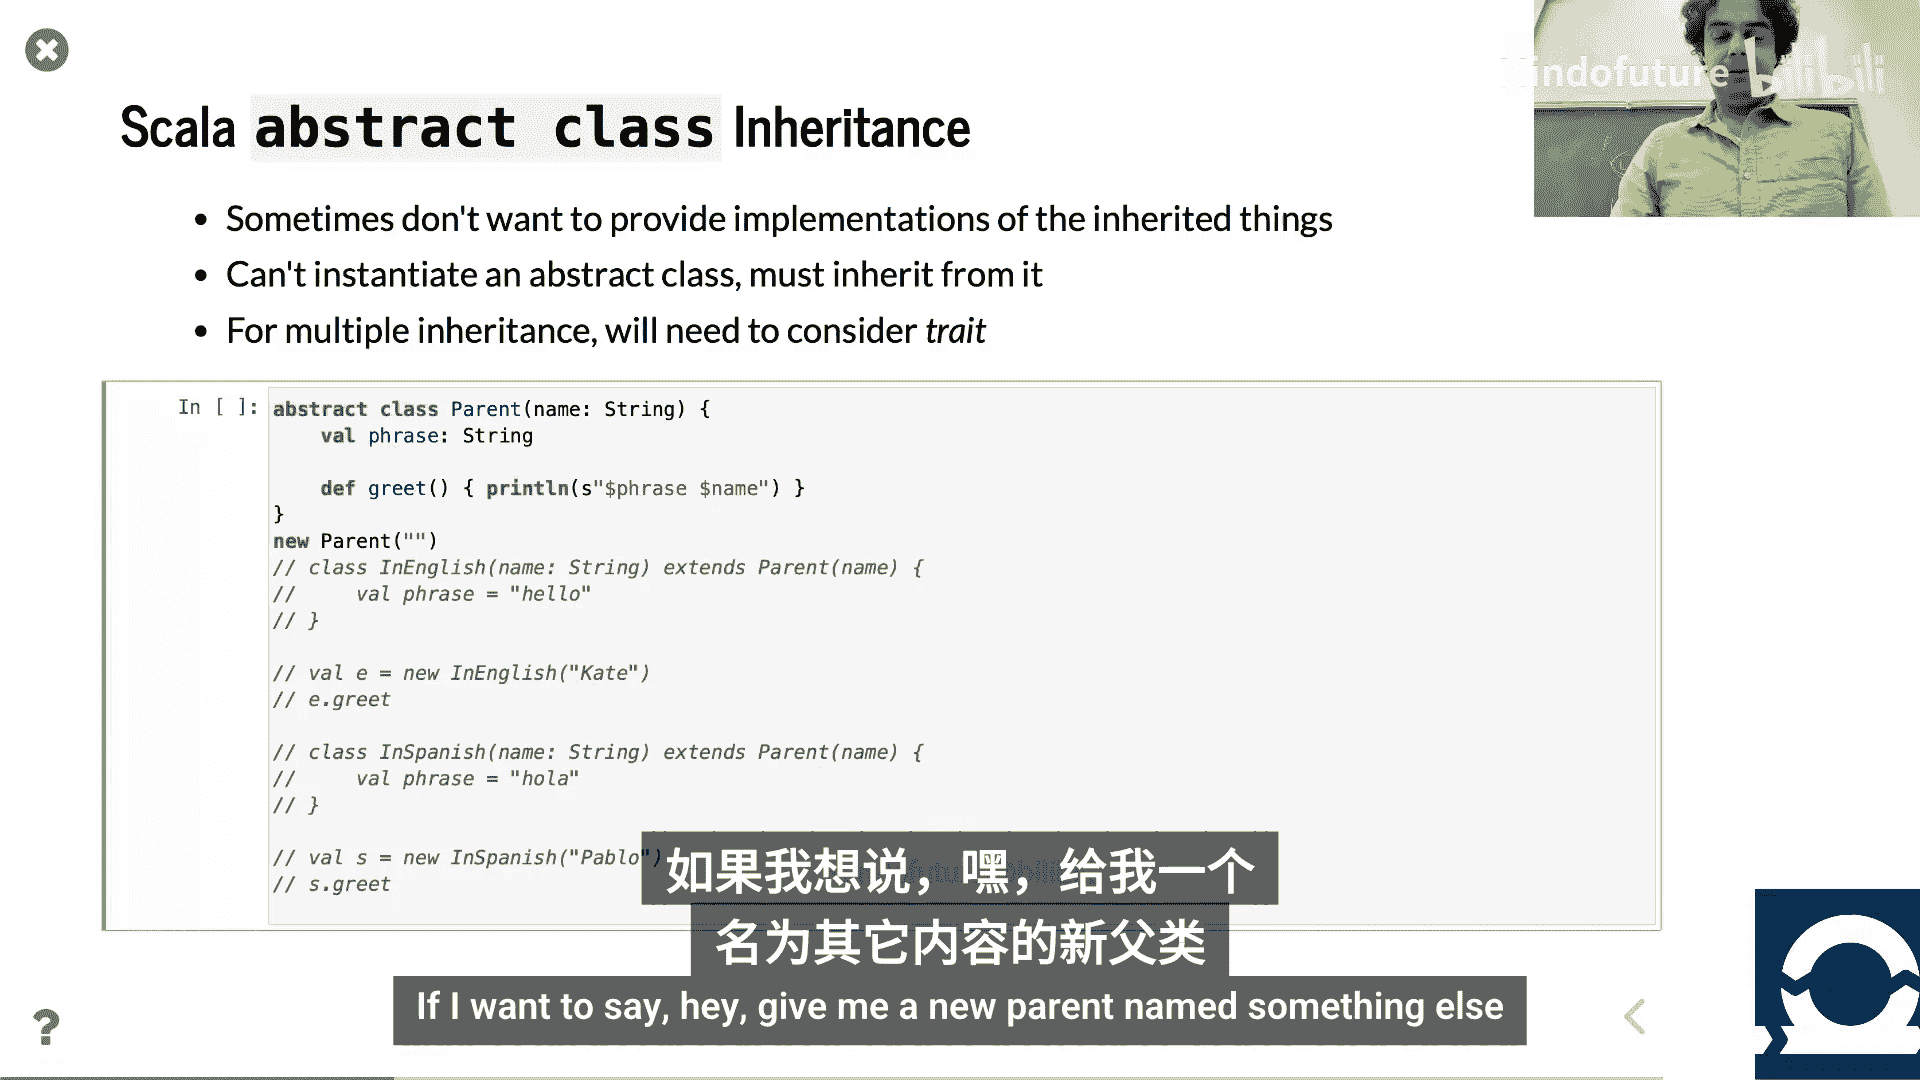 indofuture bilibili
Scala abstract class Inheritance
• Sometimes don't want to provide implementations of the inherited things
• Can't instantiate an abstract class, must inherit from it
• For multiple inheritance, will need to consider trait
In [ ]:
abstract class Parent(name: String) {
    val phrase: String
    def greet() { println(s"$phrase $name") }
}
new Parent("")
// class InEnglish(name: String) extends Parent(name) {
//     val phrase = "hello"
// }
// val e = new InEnglish("Kate")
// e.greet
// class InSpanish(name: String) extends Parent(name) {
//     val phrase = "hola"
// }
// val s = new InSpanish("Pablo")
// s.greet
如果我想说，嘿，给我一个
名为其它内容的新父类
If I want to say, hey, give me a new parent named something else
?